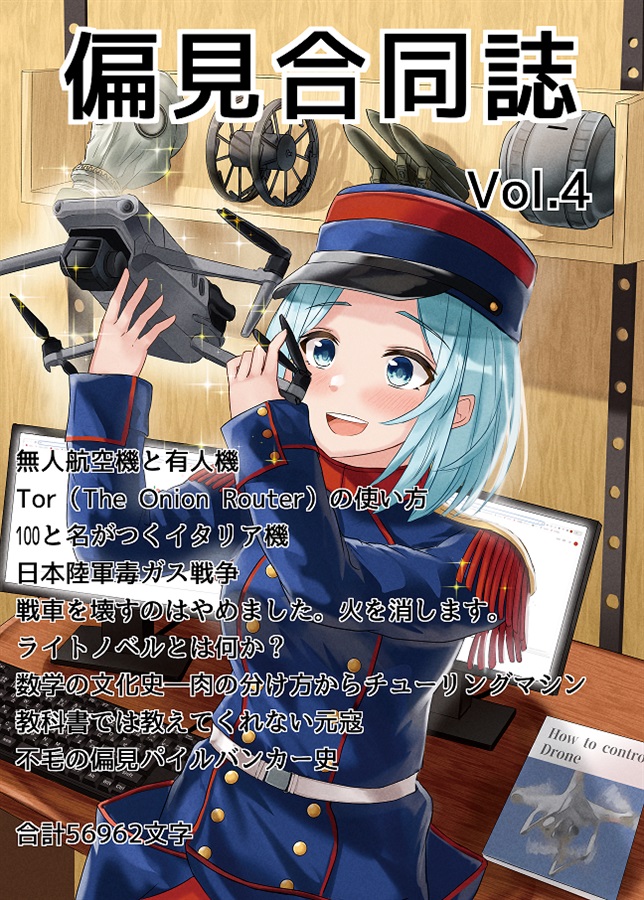 偏見合同誌
Vol.4
無人航空機と有人機
Tor（The Onion Router）の使い方
100と名がつくイタリア機
日本陸軍毒ガス戦争
戦車を壊すのはやめました。火を消します。
ライトノベルとは何か？
数学の文化史―肉の分け方からチューリングマシン
教科書では教えてくれない元寇
不毛の偏見パイルバンカー史
合計56962文字
How to contro
Drone